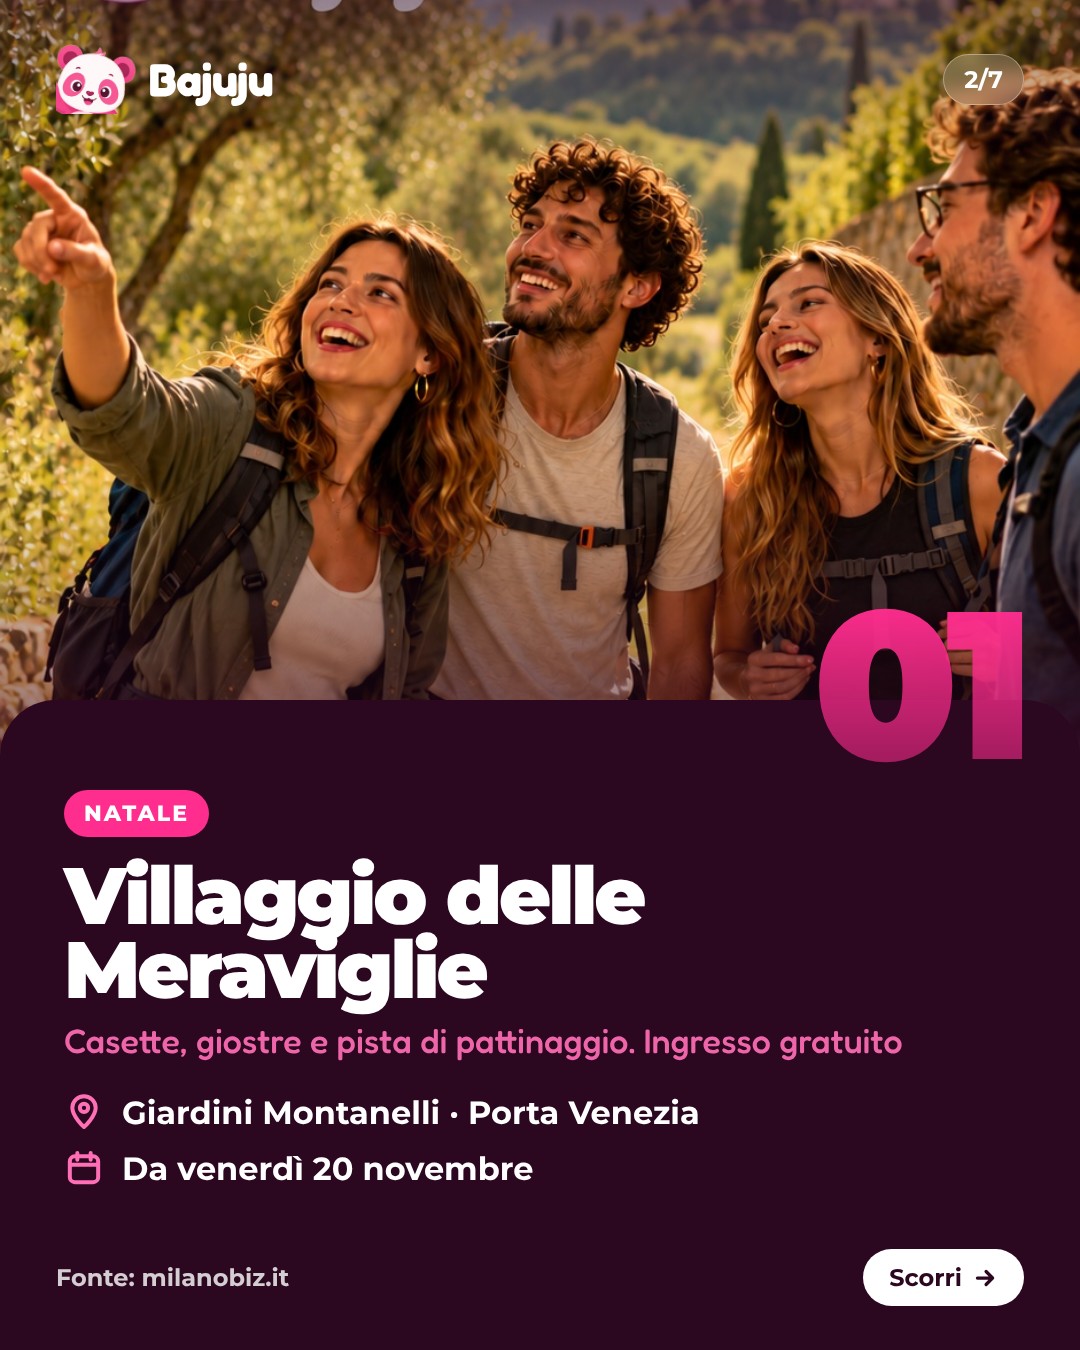 Bajuju
2/7
01
NATALE
Villaggio delle
Meraviglie
Casette, giostre e pista di pattinaggio. Ingresso gratuito
Giardini Montanelli · Porta Venezia
Da venerdì 20 novembre
Fonte: milanobiz.it
Scorri →